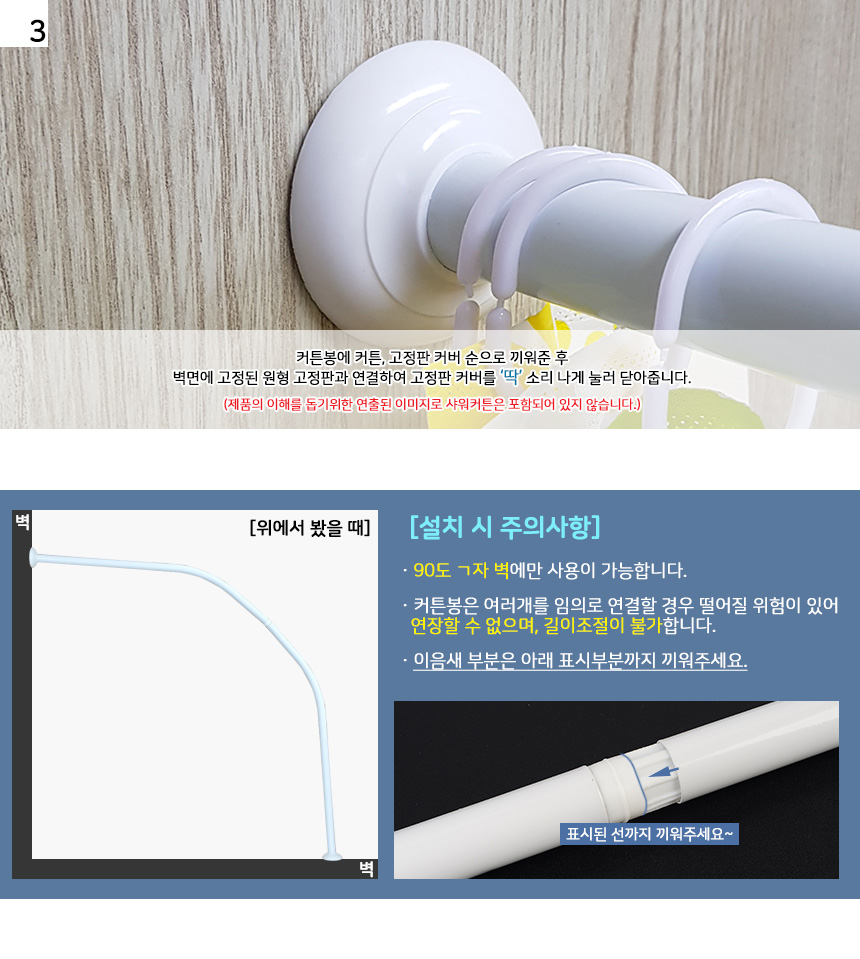 3
커튼봉에 커튼, 고정판 커버 순으로 끼워준 후
벽면에 고정된 원형 고정판과 연결하여 고정판 커버를 '딱' 소리 나게 눌러 닫아줍니다.
(제품의 이해를 돕기위한 연출된 이미지로 샤워커튼은 포함되어 있지 않습니다.)
벽
[위에서 봤을 때]
벽
[설치 시 주의사항]
· 90도 ㄱ자 벽에만 사용이 가능합니다.
· 커튼봉은 여러개를 임의로 연결할 경우 떨어질 위험이 있어
연장할 수 없으며, 길이조절이 불가합니다.
· 이음새 부분은 아래 표시부분까지 끼워주세요.
표시된 선까지 끼워주세요~